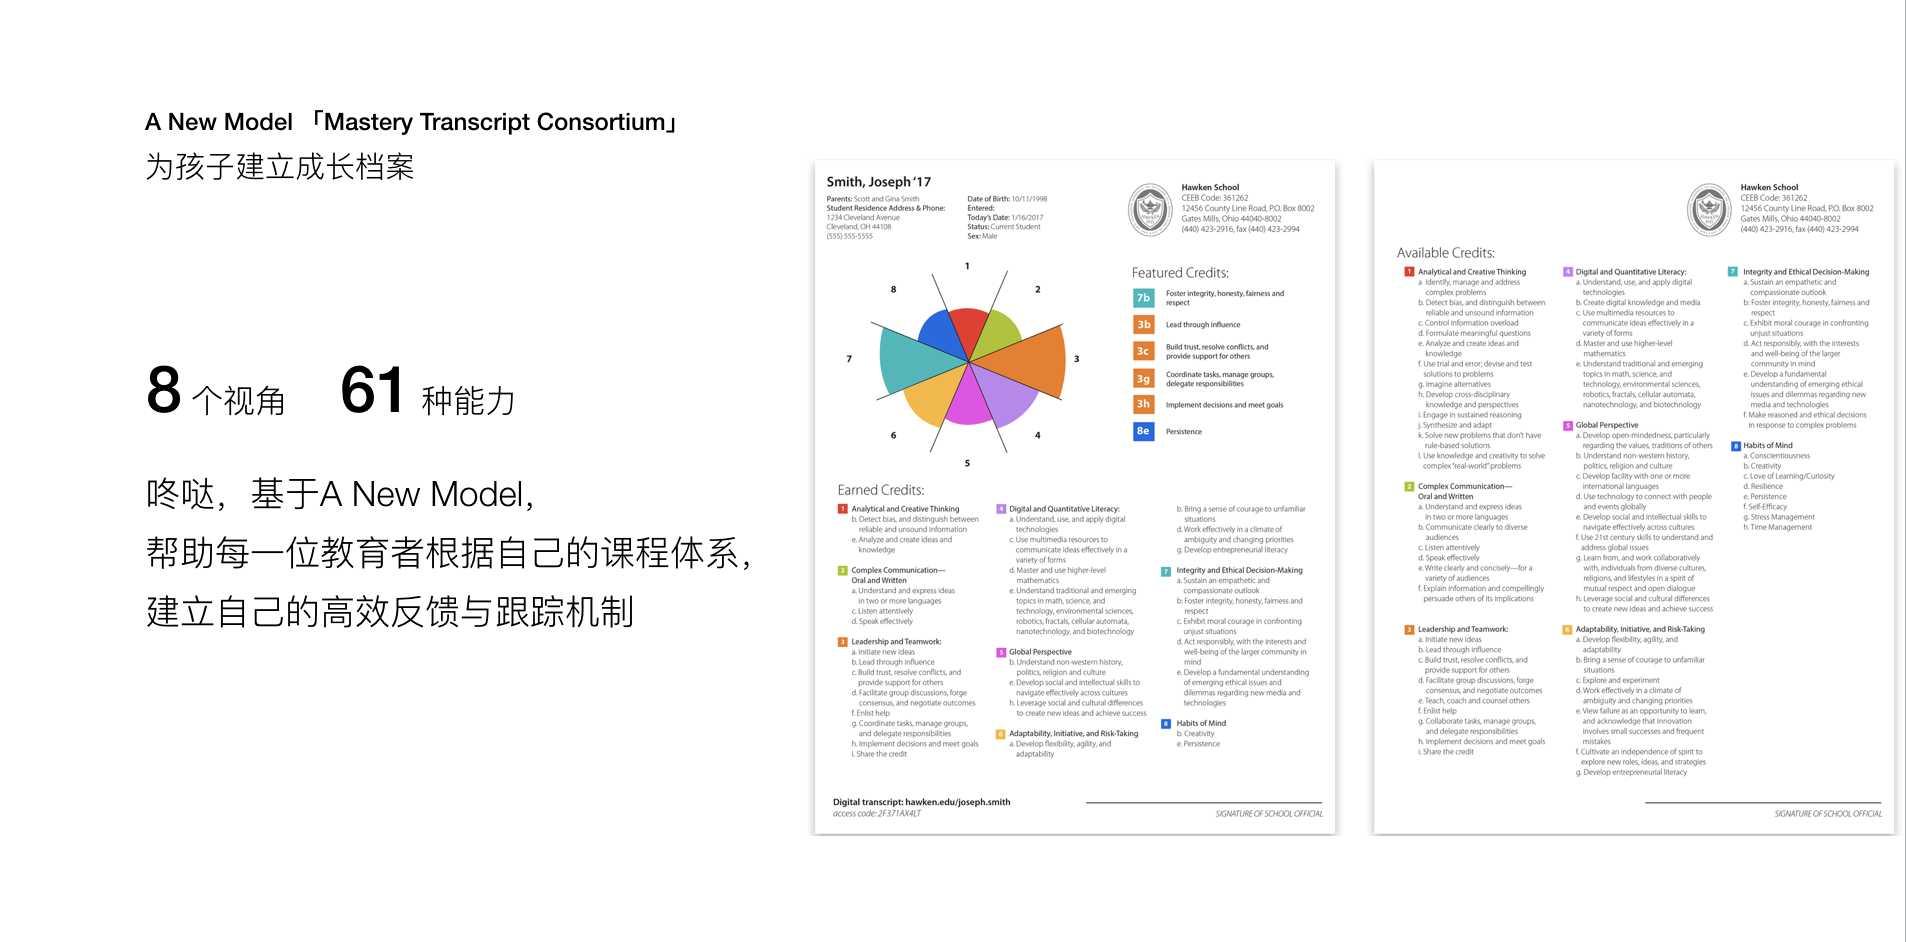 A New Model 「Mastery Transcript Consortium」
为孩子建立成长档案
8 个视角 61 种能力
咚哒，基于A New Model，
帮助每一位教育者根据自己的课程体系，
建立自己的高效反馈与跟踪机制
Smith, Joseph ‘17
Parents: Scott and Gina Smith
Student Residence Address & Phone:
1234 Cleveland Avenue
Cleveland, OH 44108
(555) 555-5555
Date of Birth: 10/11/1998
Entered:
Today's Date: 1/16/2017
Status: Current Student
Sex: Male
Hawken School
CEEB Code: 361262
12456 County Line Road, P.O. Box 8002
Gates Mills, Ohio 44040-8002
(440) 423-2916, fax (440) 423-2994
1
2
3
4
5
6
7
8
Featured Credits:
7b Foster integrity, honesty, fairness and
respect
3b Lead through influence
3c Build trust, resolve conflicts, and
provide support for others
3g Coordinate tasks, manage groups,
delegate responsibilities
3h Implement decisions and meet goals
8e Persistence
Earned Credits:
1 Analytical and Creative Thinking
b. Detect bias, and distinguish between
reliable and unsound information
e. Analyze and create ideas and
knowledge
2 Complex Communication—
Oral and Written
a. Understand and express ideas
in two or more languages
c. Listen attentively
d. Speak effectively
3 Leadership and Teamwork:
a. Initiate new ideas
b. Lead through influence
c. Build trust, resolve conflicts, and
provide support for others
d. Facilitate group discussions, forge
consensus, and negotiate outcomes
f. Enlist help
g. Coordinate tasks, manage groups,
and delegate responsibilities
h. Implement decisions and meet goals
i. Share the credit
4 Digital and Quantitative Literacy:
a. Understand, use, and apply digital
technologies
c. Use multimedia resources to
communicate ideas effectively in a
variety of forms
d. Master and use higher-level
mathematics
e. Understand traditional and emerging
topics in math, science, and
technology, environmental sciences,
robotics, fractals, cellular automata,
nanotechnology, and biotechnology
5 Global Perspective
b. Understand non-western history,
politics, religion and culture
e. Develop social and intellectual skills to
navigate effectively across cultures
h. Leverage social and cultural differences
to create new ideas and achieve success
6 Adaptability, Initiative, and Risk-Taking
a. Develop flexibility, agility, and
adaptability
b. Bring a sense of courage to unfamiliar
situations
d. Work effectively in a climate of
ambiguity and changing priorities
g. Develop entrepreneurial literacy
7 Integrity and Ethical Decision-Making
a. Sustain an empathetic and
compassionate outlook
b: Foster integrity, honesty, fairness and
respect
c. Exhibit moral courage in confronting
unjust situations
d. Act responsibly, with the interests and
well-being of the larger community in
mind
e. Develop a fundamental understanding
of emerging ethical issues and
dilemmas regarding new media and
technologies
8 Habits of Mind
b. Creativity
e. Persistence
Digital transcript: hawken.edu/joseph.smith
access code: 2F371AX4LT
SIGNATURE OF SCHOOL OFFICIAL
Hawken School
CEEB Code: 361262
12456 County Line Road, P.O. Box 8002
Gates Mills, Ohio 44040-8002
(440) 423-2916, fax (440) 423-2994
Available Credits:
1 Analytical and Creative Thinking
a Identify, manage and address
complex problems
b. Detect bias, and distinguish between
reliable and unsound information
c. Control information overload
d. Formulate meaningful questions
e. Analyze and create ideas and
knowledge
f. Use trial and error; devise and test
solutions to problems
g. Imagine alternatives
h. Develop cross-disciplinary
knowledge and perspectives
i. Engage in sustained reasoning
j. Synthesize and adapt
k. Solve new problems that don't have
rule-based solutions
l. Use knowledge and creativity to solve
complex “real-world” problems
2 Complex Communication—
Oral and Written
a. Understand and express ideas
in two or more languages
b. Communicate clearly to diverse
audiences
c. Listen attentively
d. Speak effectively
e. Write clearly and concisely—for a
variety of audiences
f. Explain information and compellingly
persuade others of its implications
3 Leadership and Teamwork:
a. Initiate new ideas
b. Lead through influence
c. Build trust, resolve conflicts, and
provide support for others
d. Facilitate group discussions, forge
consensus, and negotiate outcomes
e. Teach, coach and counsel others
f. Enlist help
g. Collaborate tasks, manage groups,
and delegate responsibilities
h. Implement decisions and meet goals
i. Share the credit
4 Digital and Quantitative Literacy:
a. Understand, use, and apply digital
technologies
b. Create digital knowledge and media
c. Use multimedia resources to
communicate ideas effectively in a
variety of forms
d. Master and use higher-level
mathematics
e. Understand traditional and emerging
topics in math, science, and
technology, environmental sciences,
robotics, fractals, cellular automata,
nanotechnology, and biotechnology
5 Global Perspective
a. Develop open-mindedness, particularly
regarding the values, traditions of others
b. Understand non-western history,
politics, religion and culture
c. Develop facility with one or more
international languages
d. Use technology to connect with people
and events globally
e. Develop social and intellectual skills to
navigate effectively across cultures
f. Use 21st century skills to understand and
address global issues
g. Learn from, and work collaboratively
with, individuals from diverse cultures,
religions, and lifestyles in a spirit of
mutual respect and open dialogue
h. Leverage social and cultural differences
to create new ideas and achieve success
6 Adaptability, Initiative, and Risk-Taking
a. Develop flexibility, agility, and
adaptability
b. Bring a sense of courage to unfamiliar
situations
c. Explore and experiment
d. Work effectively in a climate of
ambiguity and changing priorities
e. View failure as an opportunity to learn,
and acknowledge that innovation
involves small successes and frequent
mistakes
f. Cultivate an independence of spirit to
explore new roles, ideas, and strategies
g. Develop entrepreneurial literacy
7 Integrity and Ethical Decision-Making
a. Sustain an empathetic and
compassionate outlook
b: Foster integrity, honesty, fairness and
respect
c. Exhibit moral courage in confronting
unjust situations
d. Act responsibly, with the interests
and well-being of the larger
community in mind
e. Develop a fundamental
understanding of emerging ethical
issues and dilemmas regarding new
media and technologies
f. Make reasoned and ethical decisions
in response to complex problems
8 Habits of Mind
a. Conscientiousness
b. Creativity
c. Love of Learning/Curiosity
d. Resilience
e. Persistence
f. Self-Efficacy
g. Stress Management
h. Time Management
SIGNATURE OF SCHOOL OFFICIAL